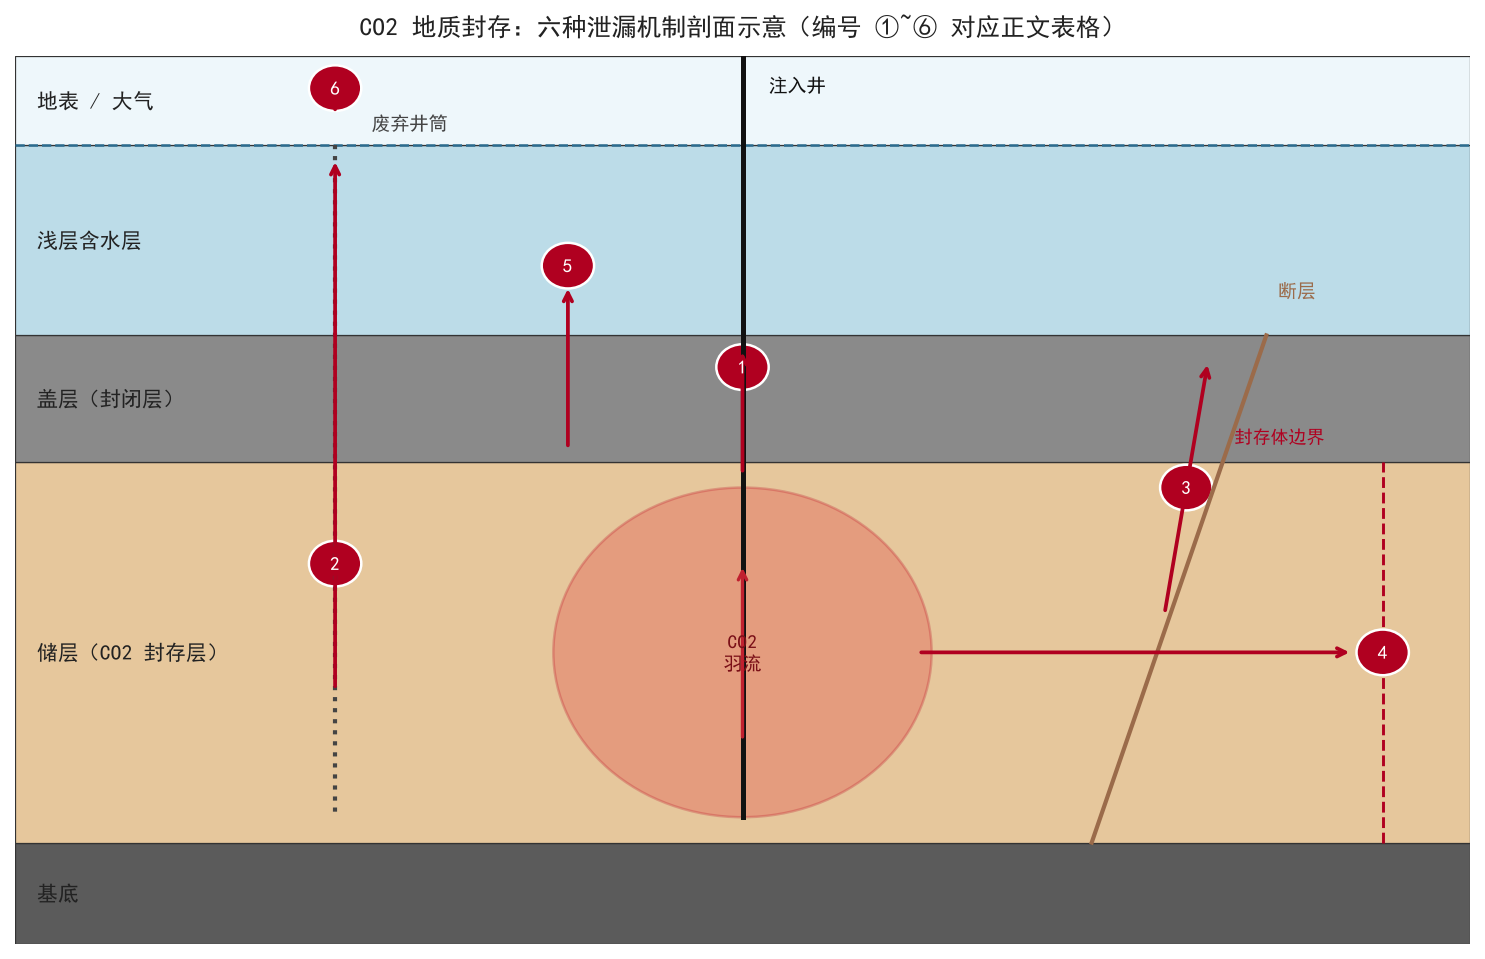 CO2 地质封存：六种泄漏机制剖面示意（编号 ①~⑥ 对应正文表格）
注入井
6
地表 / 大气
废弃井筒
浅层含水层
5
断层
1
盖层（封闭层）
封存体边界
3
2
CO2
羽流
储层（CO2 封存层）
4
基底